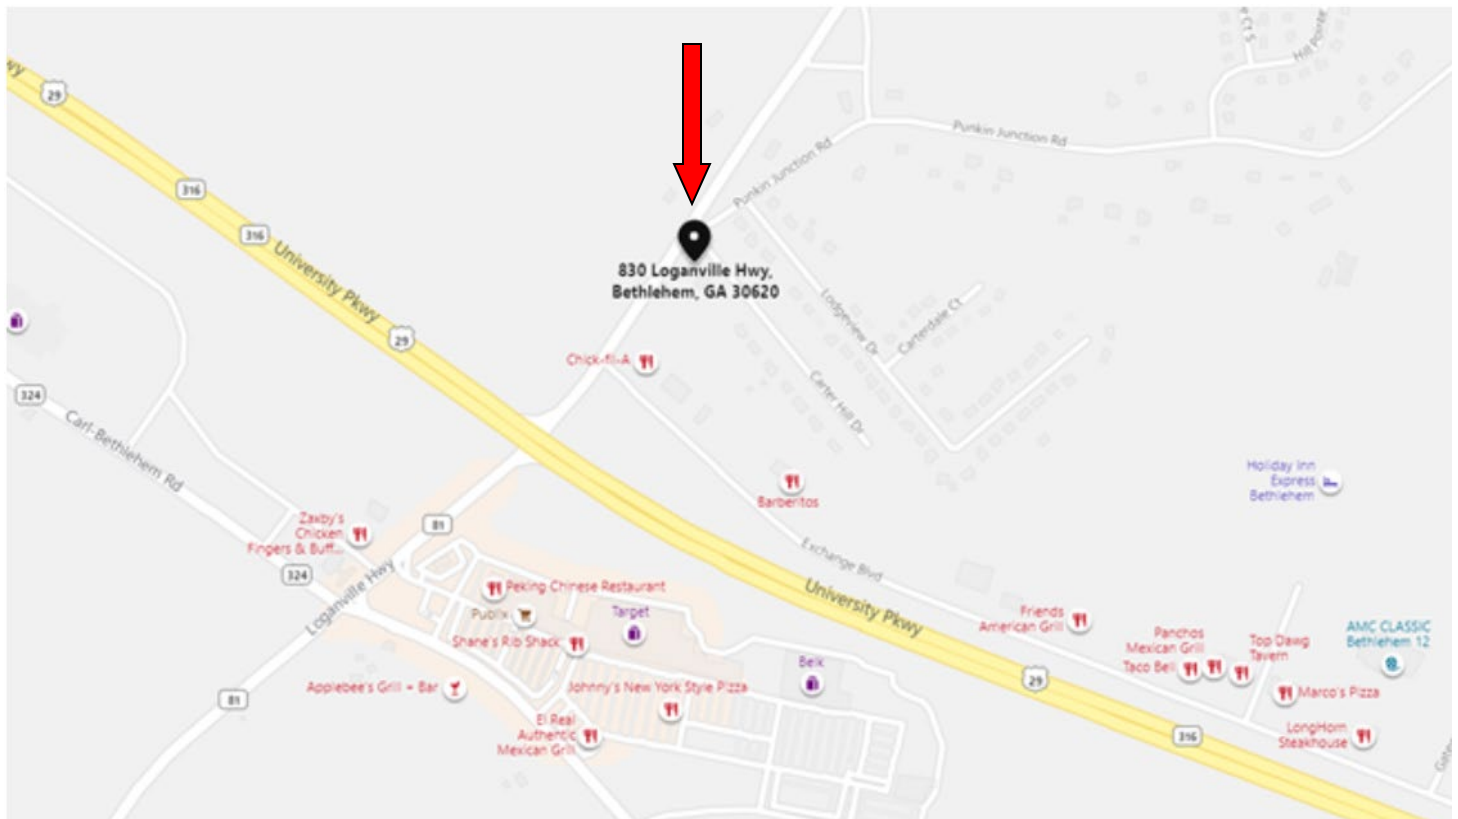 wy
29
316
316
University Pkwy
29
324
Carl-Bethlehem Rd
Ct S
Hill Pointe
Punkin Junction Rd
Punkin Junction Rd
830 Loganville Hwy,
Bethlehem, GA 30620
Lodgeview Dr
Carterdale Ct
Carter Hill Dr
Chick-fil-A
Barberitos
Holiday Inn
Express
Bethlehem
Zaxby's
Chicken
Fingers & Buff...
81
324
Loganville Hwy
Peking Chinese Restaurant
Publix
Target
Shane's Rib Shack
Belk
Exchange Blvd
University Pkwy
Friends
American Grill
Panchos
Mexican Grill
Taco Bell
Top Dawg
Tavern
AMC CLASSIC
Bethlehem 12
Marco's Pizza
LongHorn
Steakhouse
81
Applebee's Grill + Bar
Johnny's New York Style Pizza
El Real
Authentic
Mexican Grill
29
316